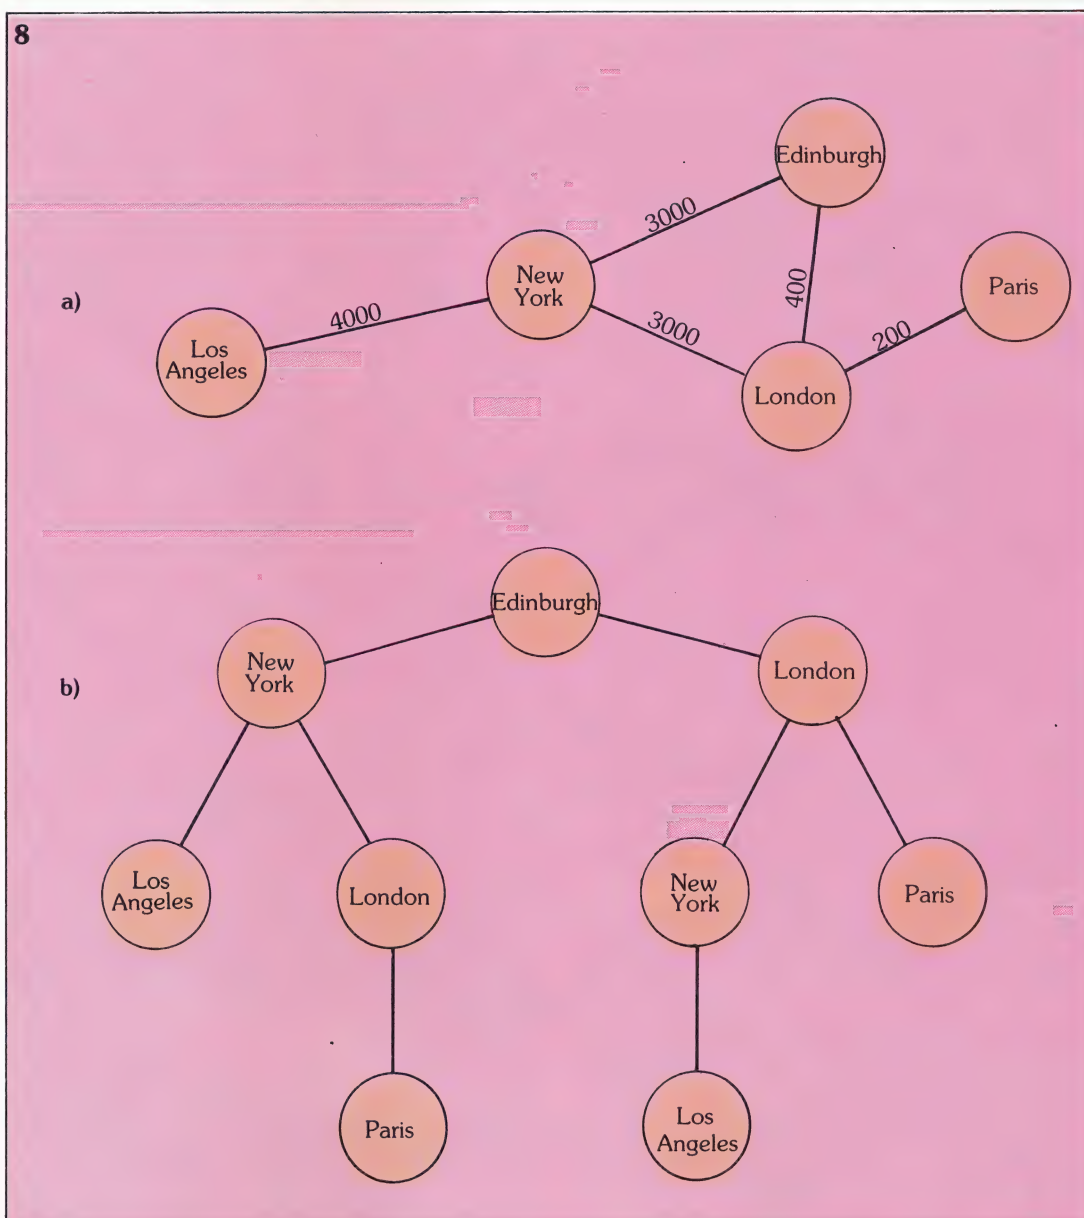 8
a)
Edinburgh
3000
New
York
400
Paris
4000
3000
200
Los
Angeles
London
b)
Edinburgh
New
York
London
Los
Angeles
London
New
York
Paris
Paris
Los
Angeles